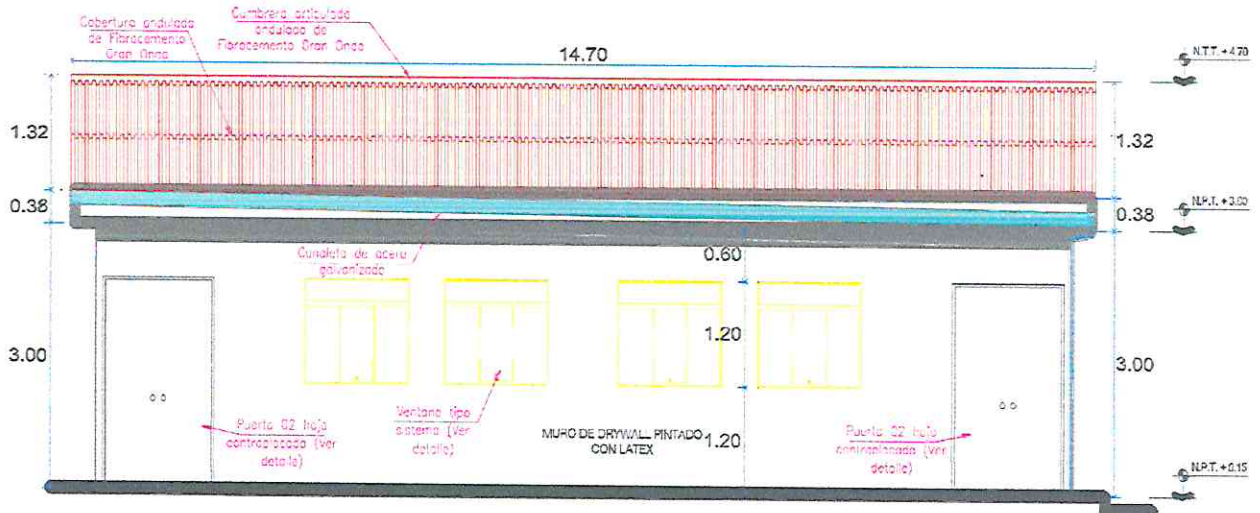 Cobertura ondulada
de Fibrocemento
Gran Onda
Cumbrera articulada
ondulada de
Fibrocemento Gran Onda
14.70
N.T.T. +4.70
1.32
1.32
0.38
0.38
N.P.T. +3.00
Canaleta de acero
galvanizado
0.60
1.20
3.00
3.00
Puerta 02 hoja
contraplacada (Ver
detalle)
Ventana tipo
sistema (Ver
detalle)
MURO DE DRYWALL PINTADO
CON LATEX
1.20
Puerta 02 hoja
contraplacada (Ver
detalle)
N.P.T. +0.15